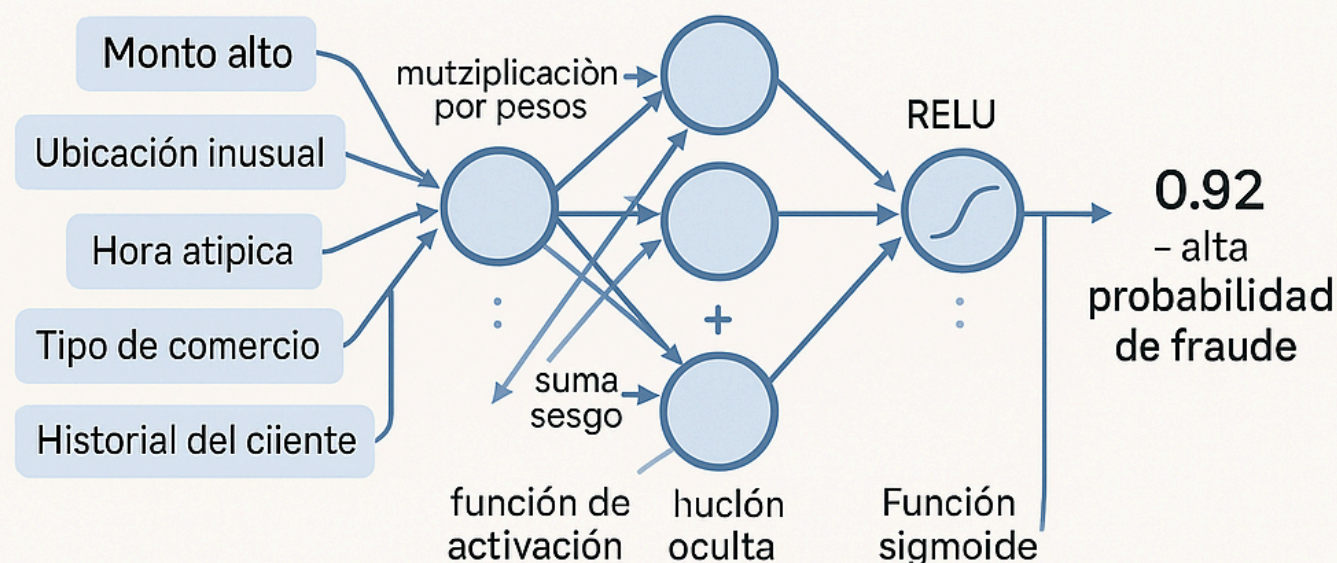 Monto alto
Ubicación inusual
Hora atipica
Tipo de comercio
Historial del ciiente
mutziplicaciòn
por pesos
suma
sesgo
función de
activación
huclón
oculta
RELU
Función
sigmoide
0.92
– alta
probabilidad
de fraude